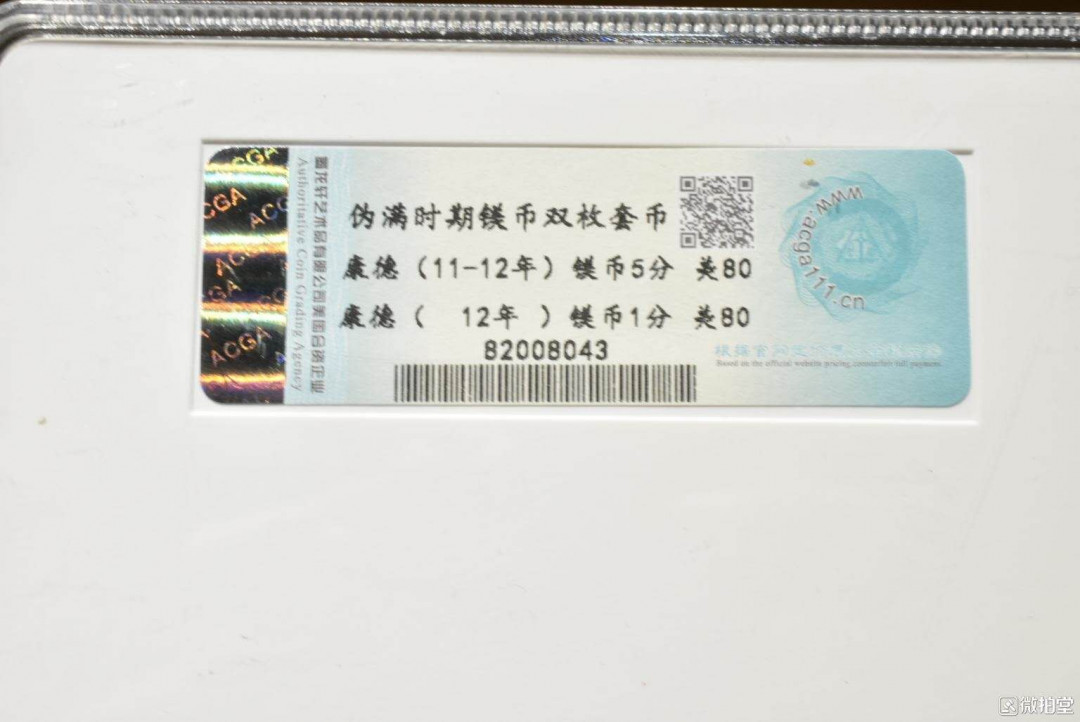 伪满时期镁币双枚套币
康德（11-12年）镁币5分 美80
康德（ 12年 ）镁币1分 美80
82008043
Authoritative Coin Grading Agency
www.acga111.cn
Based on the official website pricing, counterfeit full payment.
ACGA
ACGA
微拍堂